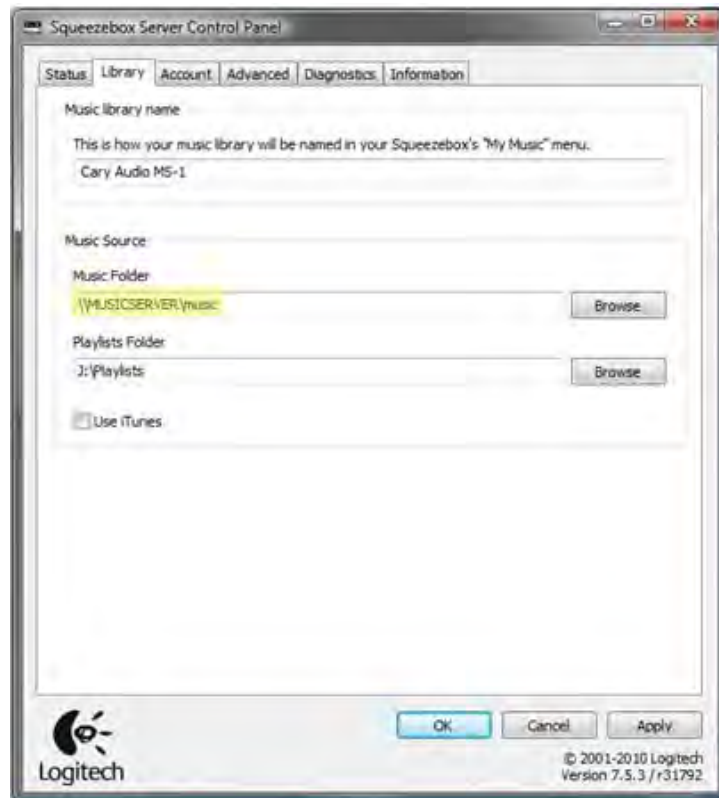 Squeezebox Server Control Panel
Status Library Account Advanced Diagnostics Information
Music library name
This is how your music library will be named in your Squeezebox's "My Music" menu.
Cary Audio MS-1
Music Source
Music Folder
\\MUSICSERVER\music
Browse
Playlists Folder
J:\Playlists
Browse
Use iTunes
OK Cancel Apply
Logitech
© 2001-2010 Logitech
Version 7.5.3 / r31792